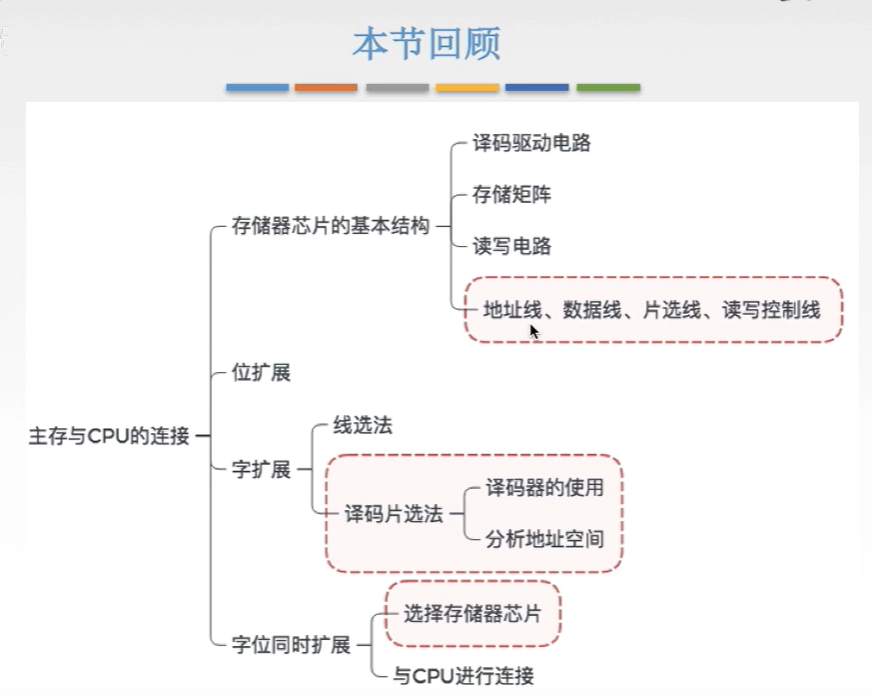 本节回顾
译码驱动电路
存储矩阵
存储器芯片的基本结构
读写电路
地址线、数据线、片选线、读写控制线
位扩展
主存与CPU的连接
线选法
字扩展
译码器的使用
译码片选法
分析地址空间
选择存储器芯片
字位同时扩展
与CPU进行连接